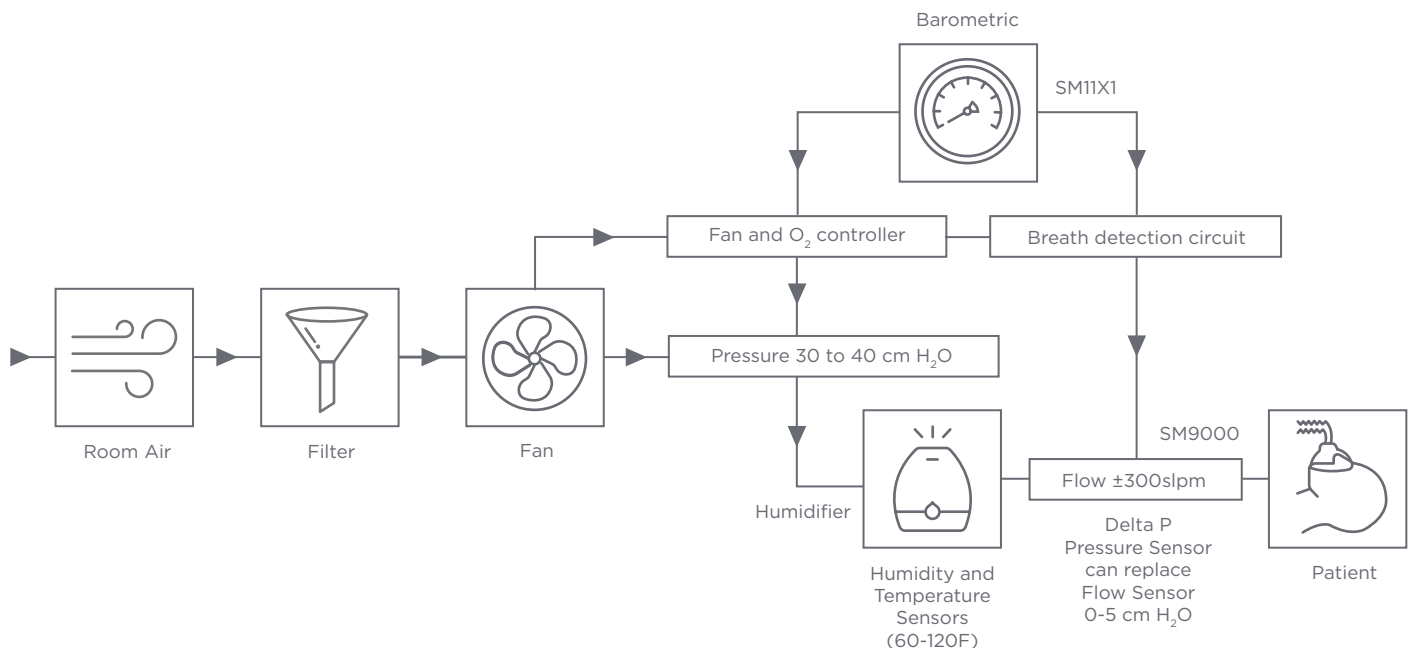 Barometric
SM11X1
Fan and O₂ controller
Breath detection circuit
Pressure 30 to 40 cm H₂O
Room Air
Filter
Fan
SM9000
Flow ±300slpm
Humidifier
Delta P
Pressure Sensor
can replace
Flow Sensor
0-5 cm H₂O
Humidity and
Temperature
Sensors
(60-120F)
Patient